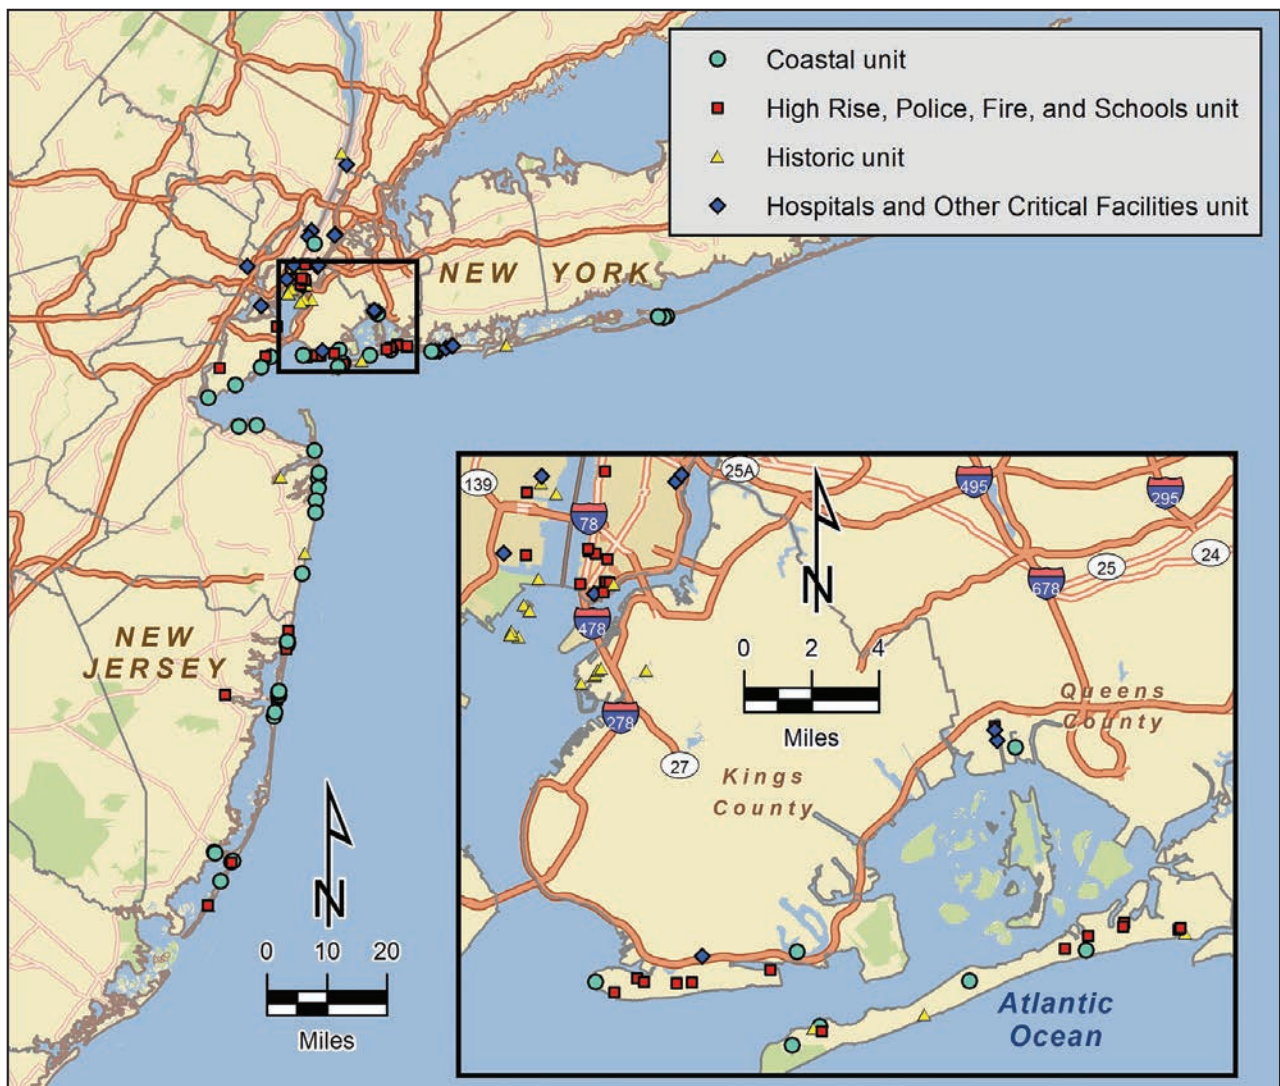 Coastal unit
High Rise, Police, Fire, and Schools unit
Historic unit
Hospitals and Other Critical Facilities unit
NEW YORK
NEW
JERSEY
N
0 10 20
Miles
139
25A
495
295
78
24
25
678
N
478
0 2 4
Miles
278
27
Queens
County
Kings
County
Atlantic
Ocean